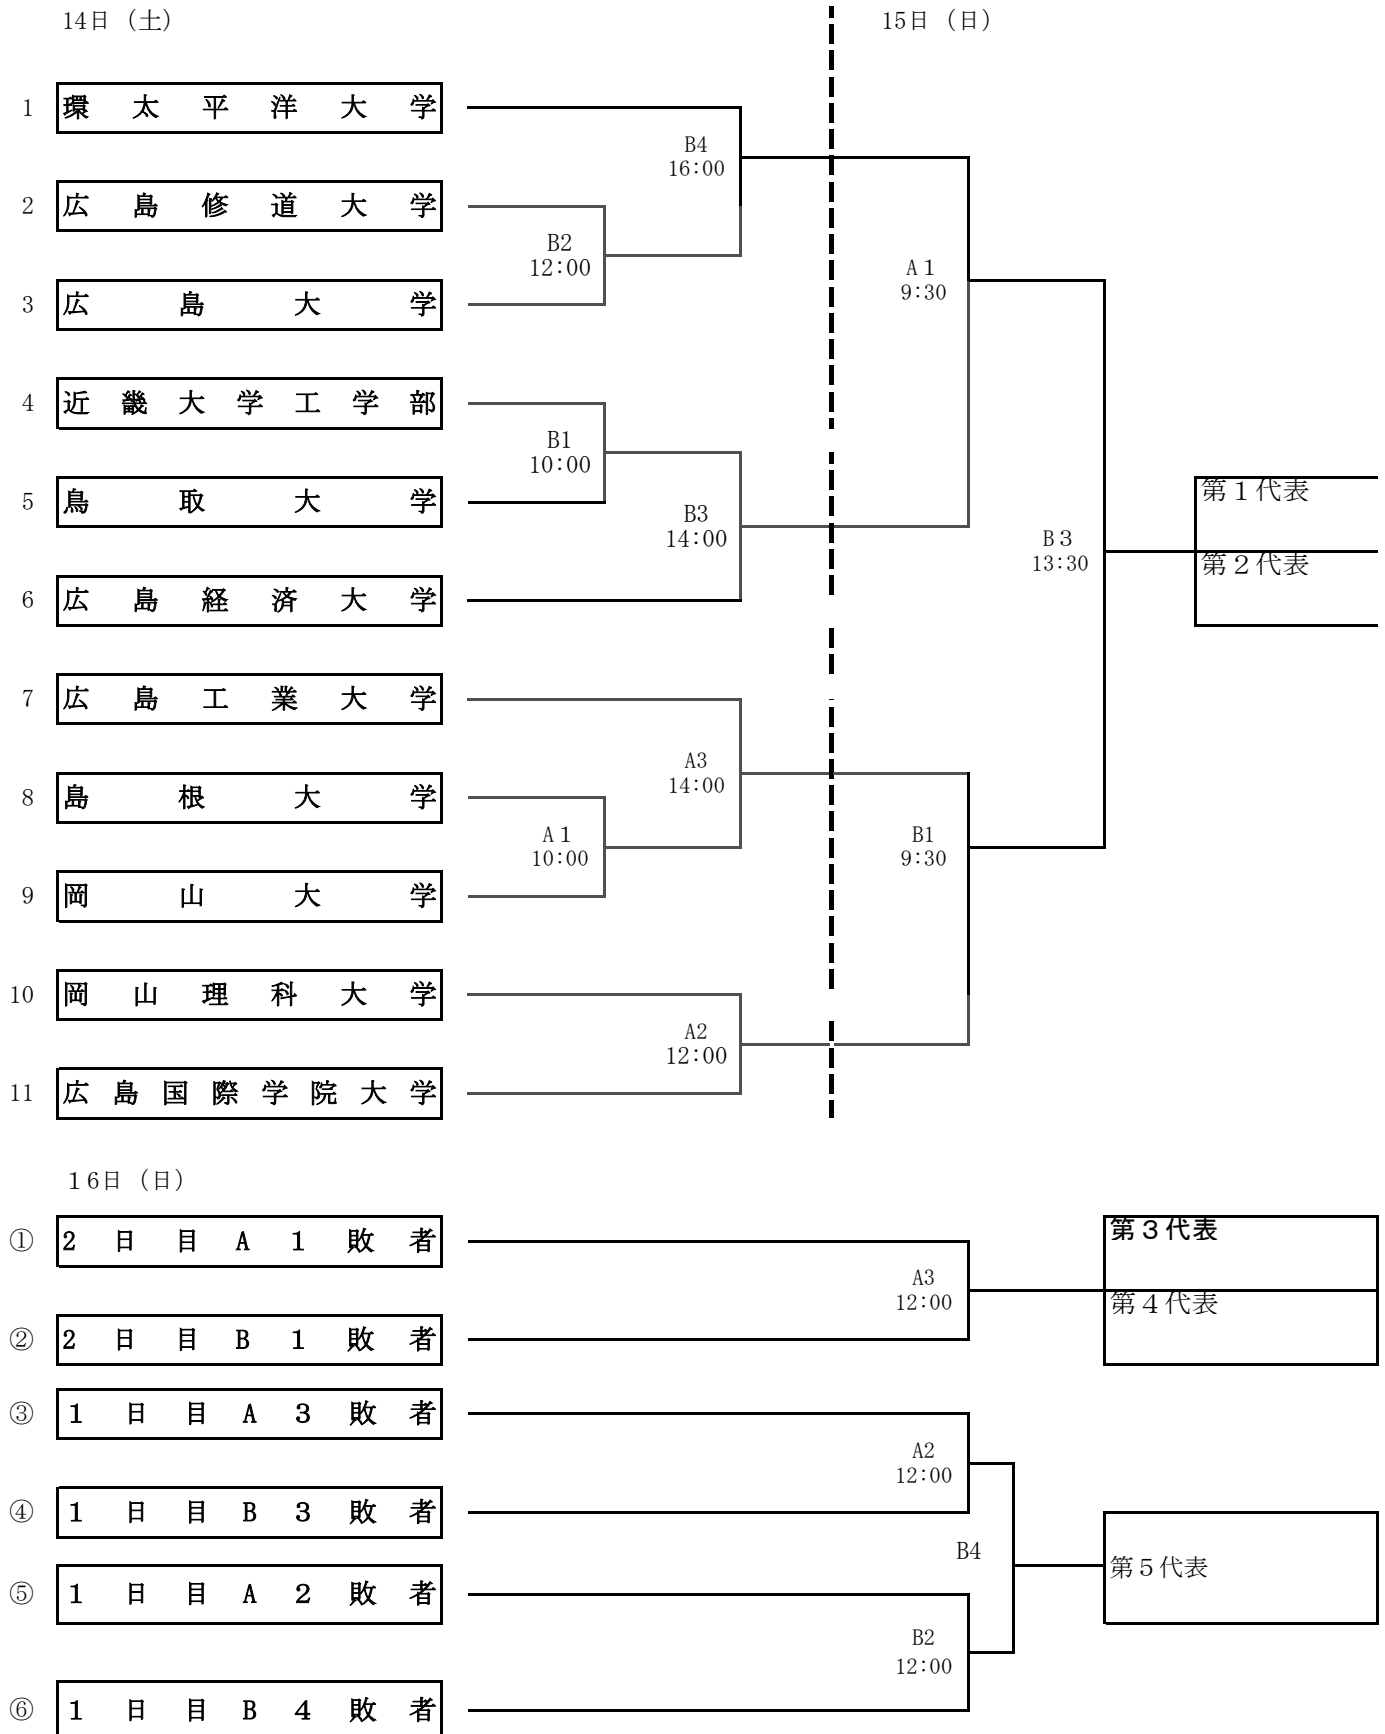 14日（土）
15日（日）
1 環太平洋大学
B4
16:00
2 広島修道大学
B2
12:00
A１
9:30
3 広島大学
4 近畿大学工学部
B1
10:00
5 鳥取大学
B3
14:00
第１代表
B３
13:30
第２代表
6 広島経済大学
7 広島工業大学
A3
14:00
8 島根大学
A１
10:00
B1
9:30
9 岡山大学
10 岡山理科大学
A2
12:00
11 広島国際学院大学
１6日（日）
① 2日目A1敗者
第３代表
A3
12:00
第４代表
② 2日目B1敗者
③ 1日目A3敗者
A2
12:00
④ 1日目B3敗者
B4
第５代表
⑤ 1日目A2敗者
B2
12:00
⑥ 1日目B4敗者